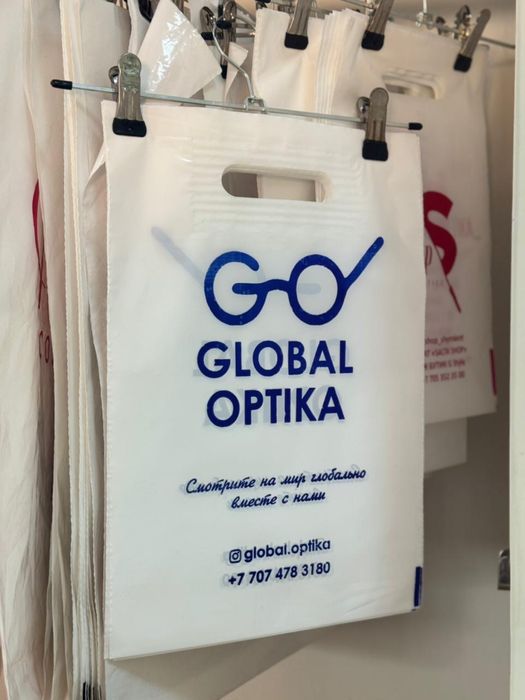 GO
GLOBAL
OPTIKA
Смотрите на мир глобально
вместе с нами
global.optika
+7 707 478 3180